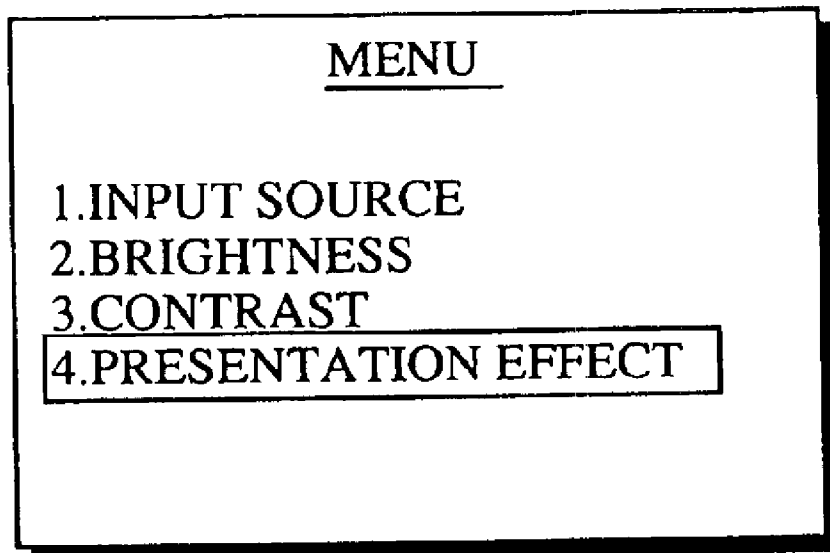 MENU
1.INPUT SOURCE
2.BRIGHTNESS
3.CONTRAST
4.PRESENTATION EFFECT